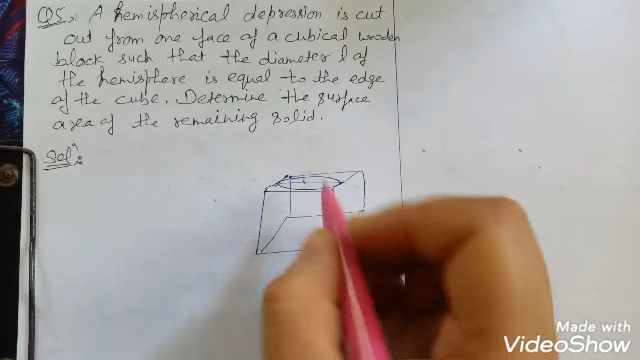 Q5., A hemispherical depression is cut
out from one face of a cubical wooden
block such that the diameter l of
the hemisphere is equal to the edge
of the cube. Determine the surface
area of the remaining solid.
Solⁿ:
l
Made with
VideoShow